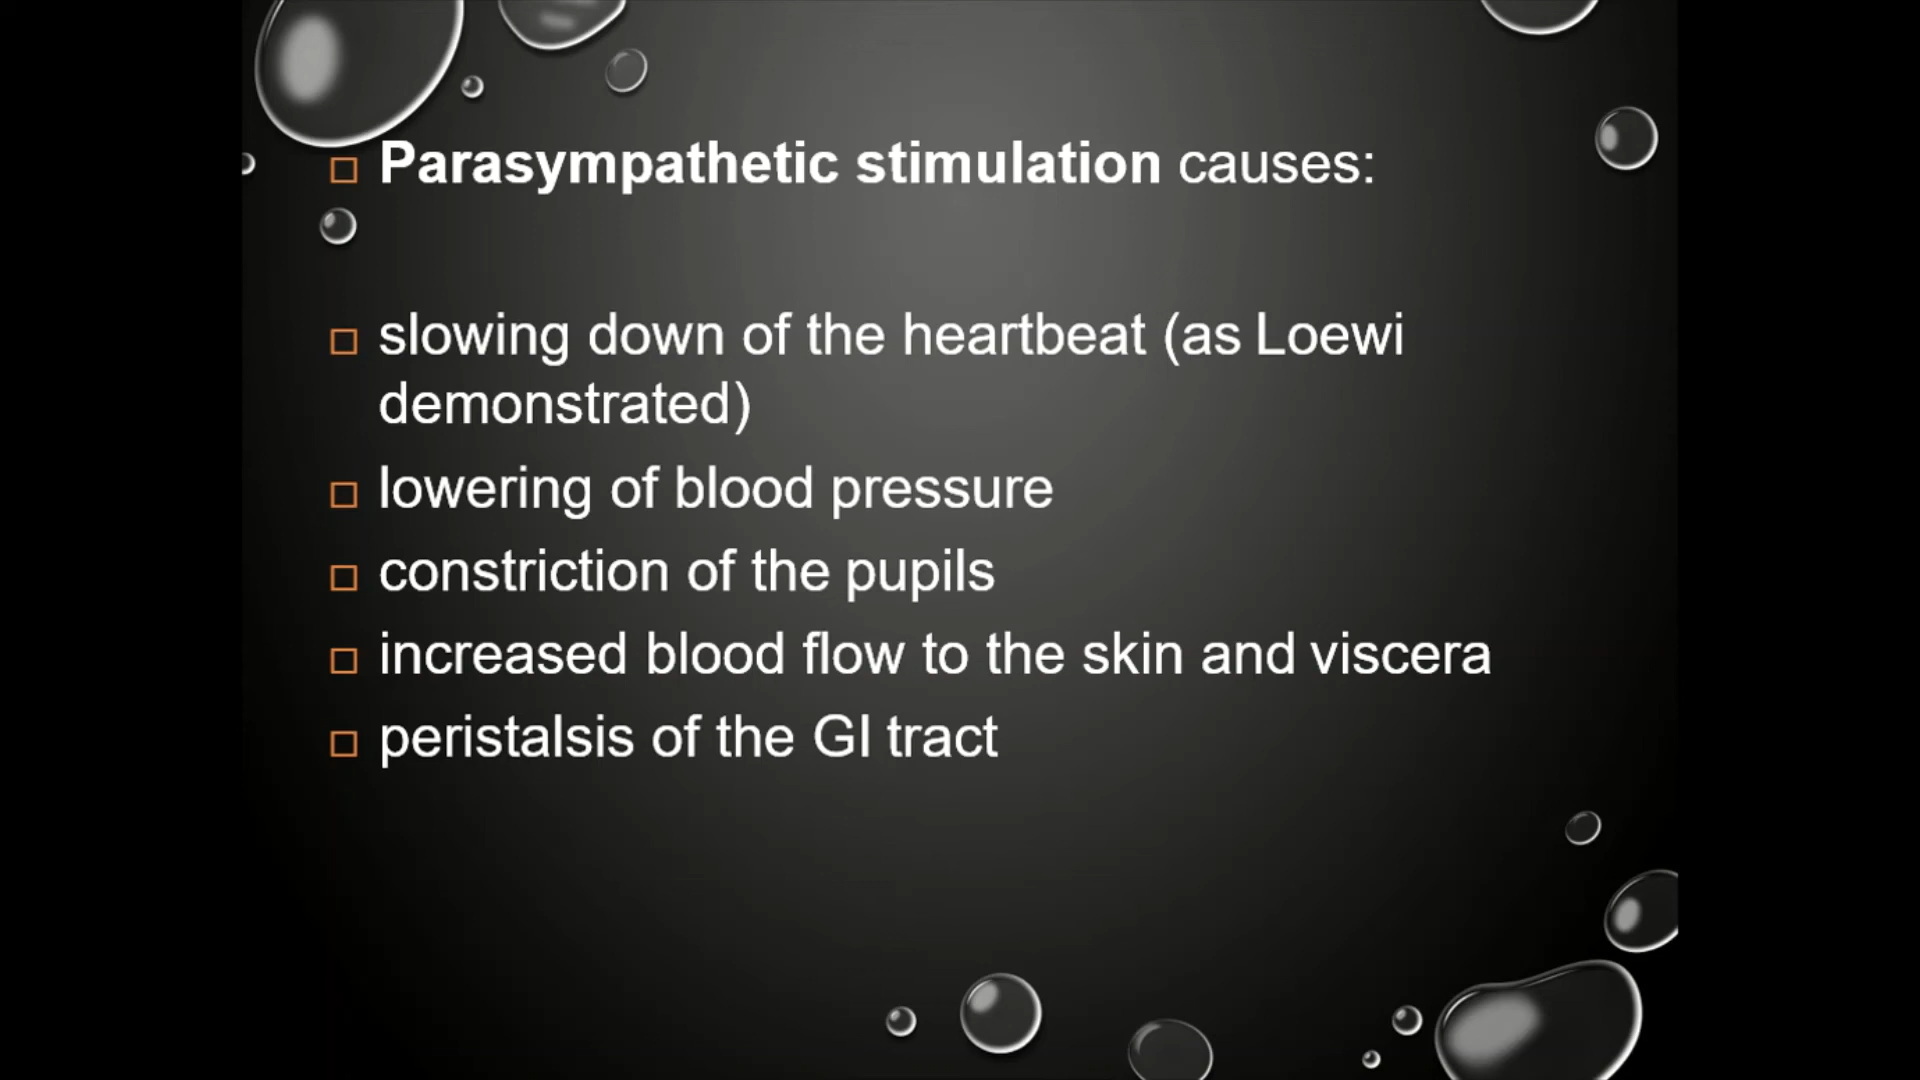 Parasympathetic stimulation causes:
slowing down of the heartbeat (as Loewi
demonstrated)
lowering of blood pressure
constriction of the pupils
increased blood flow to the skin and viscera
peristalsis of the GI tract